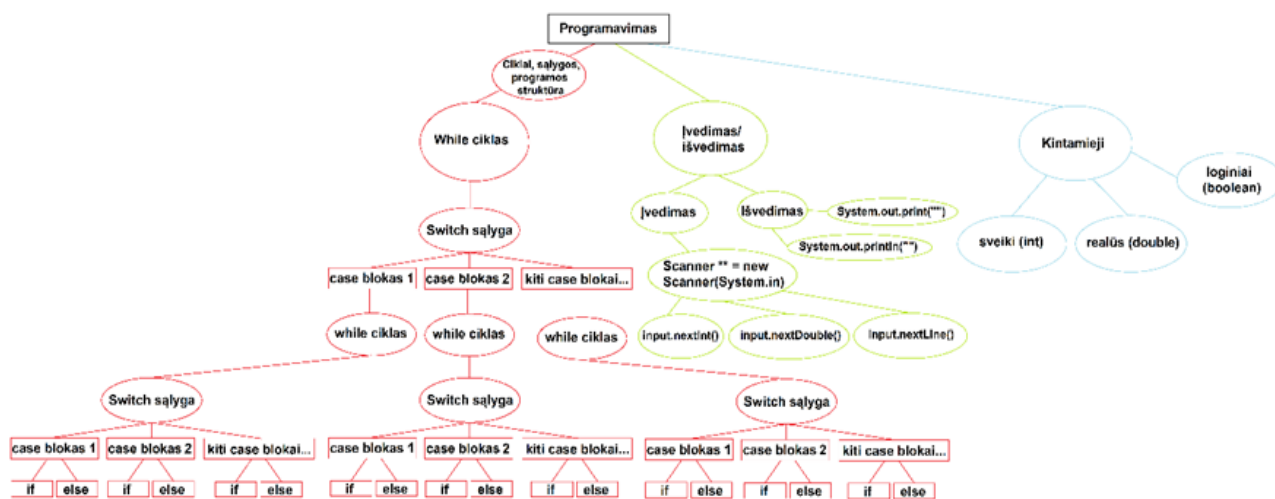 Programavimas
Ciklai, sąlygos,
programos
struktūra
While ciklas
Įvedimas/
išvedimas
Kintamieji
loginiai
(boolean)
Įvedimas
Išvedimas
System.out.print("")
Switch sąlyga
sveiki (int)
realūs (double)
System.out.println("")
case blokas 1
case blokas 2
kiti case blokai...
Scanner ** = new
Scanner(System.in)
while ciklas
while ciklas
while ciklas
input.nextInt()
input.nextDouble()
input.nextLine()
Switch sąlyga
Switch sąlyga
Switch sąlyga
case blokas 1
case blokas 2
kiti case blokai...
case blokas 1
case blokas 2
kiti case blokai...
case blokas 1
case blokas 2
kiti case blokai...
if
else
if
else
if
else
if
else
if
else
if
else
if
else
if
else
if
else